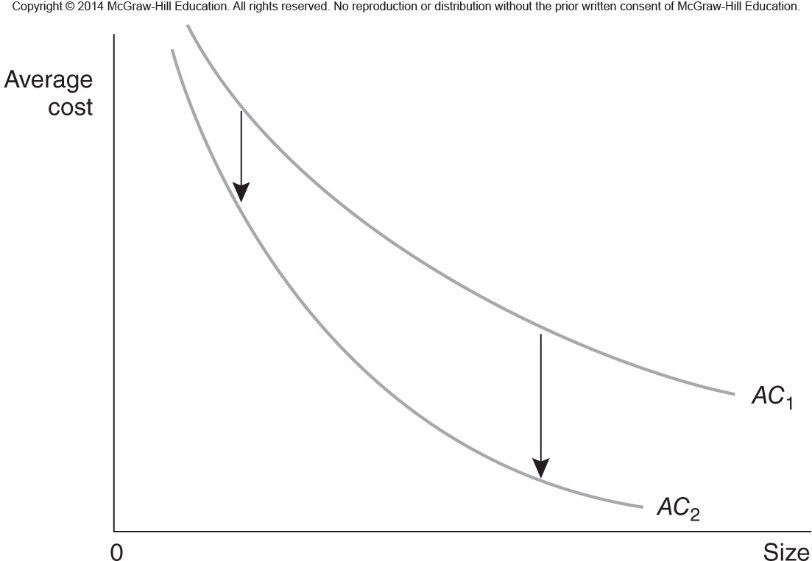 Copyright © 2014 McGraw-Hill Education. All rights reserved. No reproduction or distribution without the prior written consent of McGraw-Hill Education.
Average
cost
AC₁
AC₂
0
Size